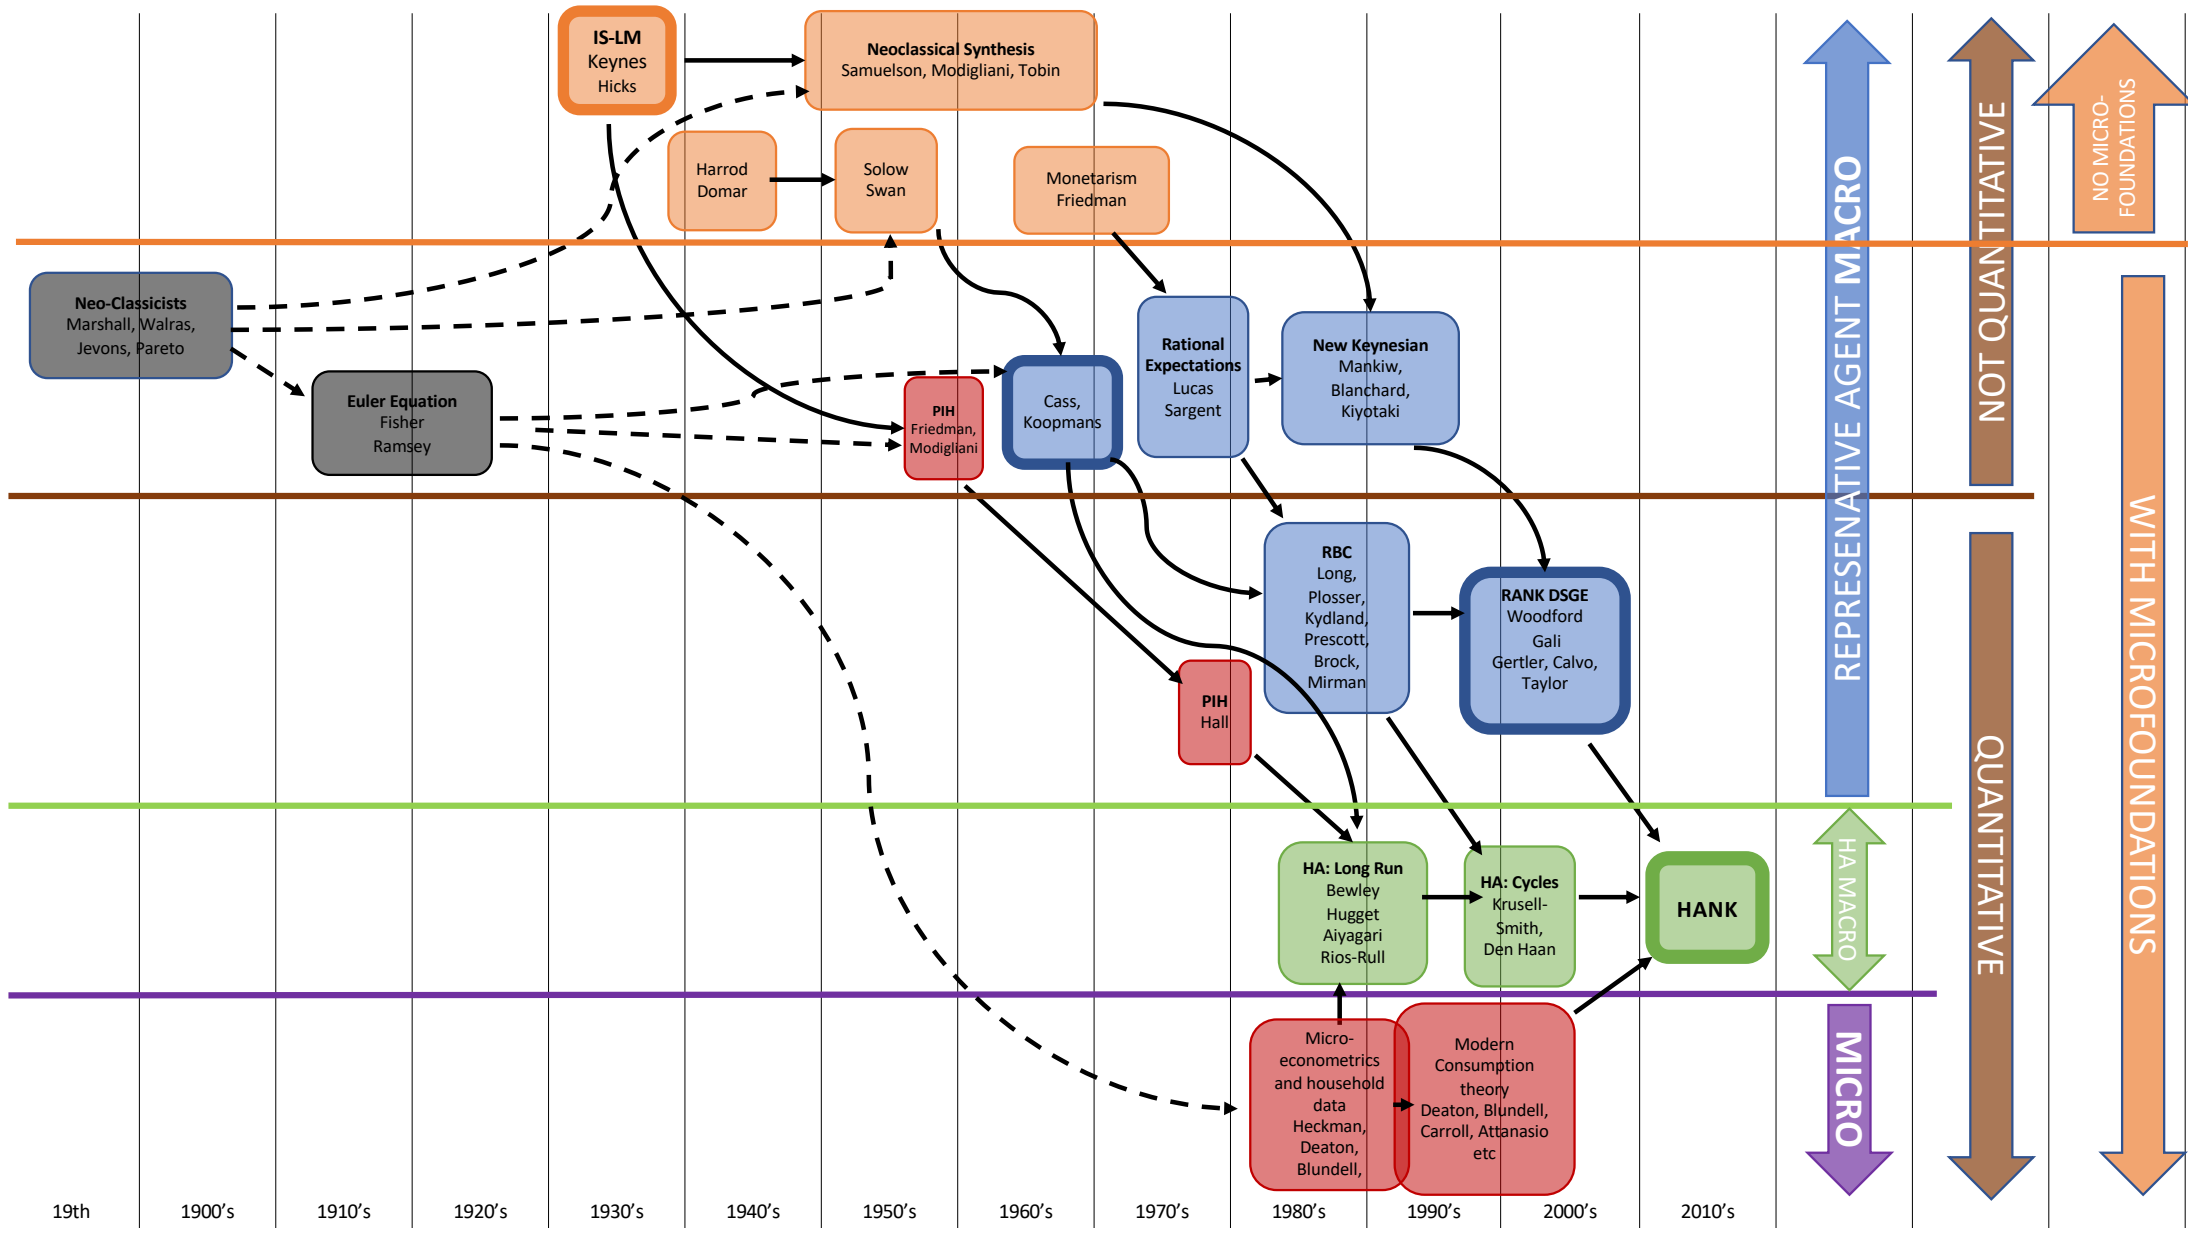 IS-LM
Keynes
Hicks
Neoclassical Synthesis
Samuelson, Modigliani, Tobin
Harrod
Domar
Solow
Swan
Monetarism
Friedman
Neo-Classicists
Marshall, Walras,
Jevons, Pareto
Euler Equation
Fisher
Ramsey
PIH
Friedman,
Modigliani
Cass,
Koopmans
Rational
Expectations
Lucas
Sargent
New Keynesian
Mankiw,
Blanchard,
Kiyotaki
RBC
Long,
Plosser,
Kydland,
Prescott,
Brock,
Mirman
RANK DSGE
Woodford
Gali
Gertler, Calvo,
Taylor
PIH
Hall
HA: Long Run
Bewley
Hugget
Aiyagari
Rios-Rull
HA: Cycles
Krusell-
Smith,
Den Haan
HANK
Micro-
econometrics
and household
data
Heckman,
Deaton,
Blundell,
Modern
Consumption
theory
Deaton, Blundell,
Carroll, Attanasio
etc
REPRESENATIVE AGENT MACRO
HA MACRO
MICRO
NOT QUANTITATIVE
QUANTITATIVE
NO MICRO-
FOUNDATIONS
WITH MICROFOUNDATIONS
19th
1900's
1910's
1920's
1930's
1940's
1950's
1960's
1970's
1980's
1990's
2000's
2010's